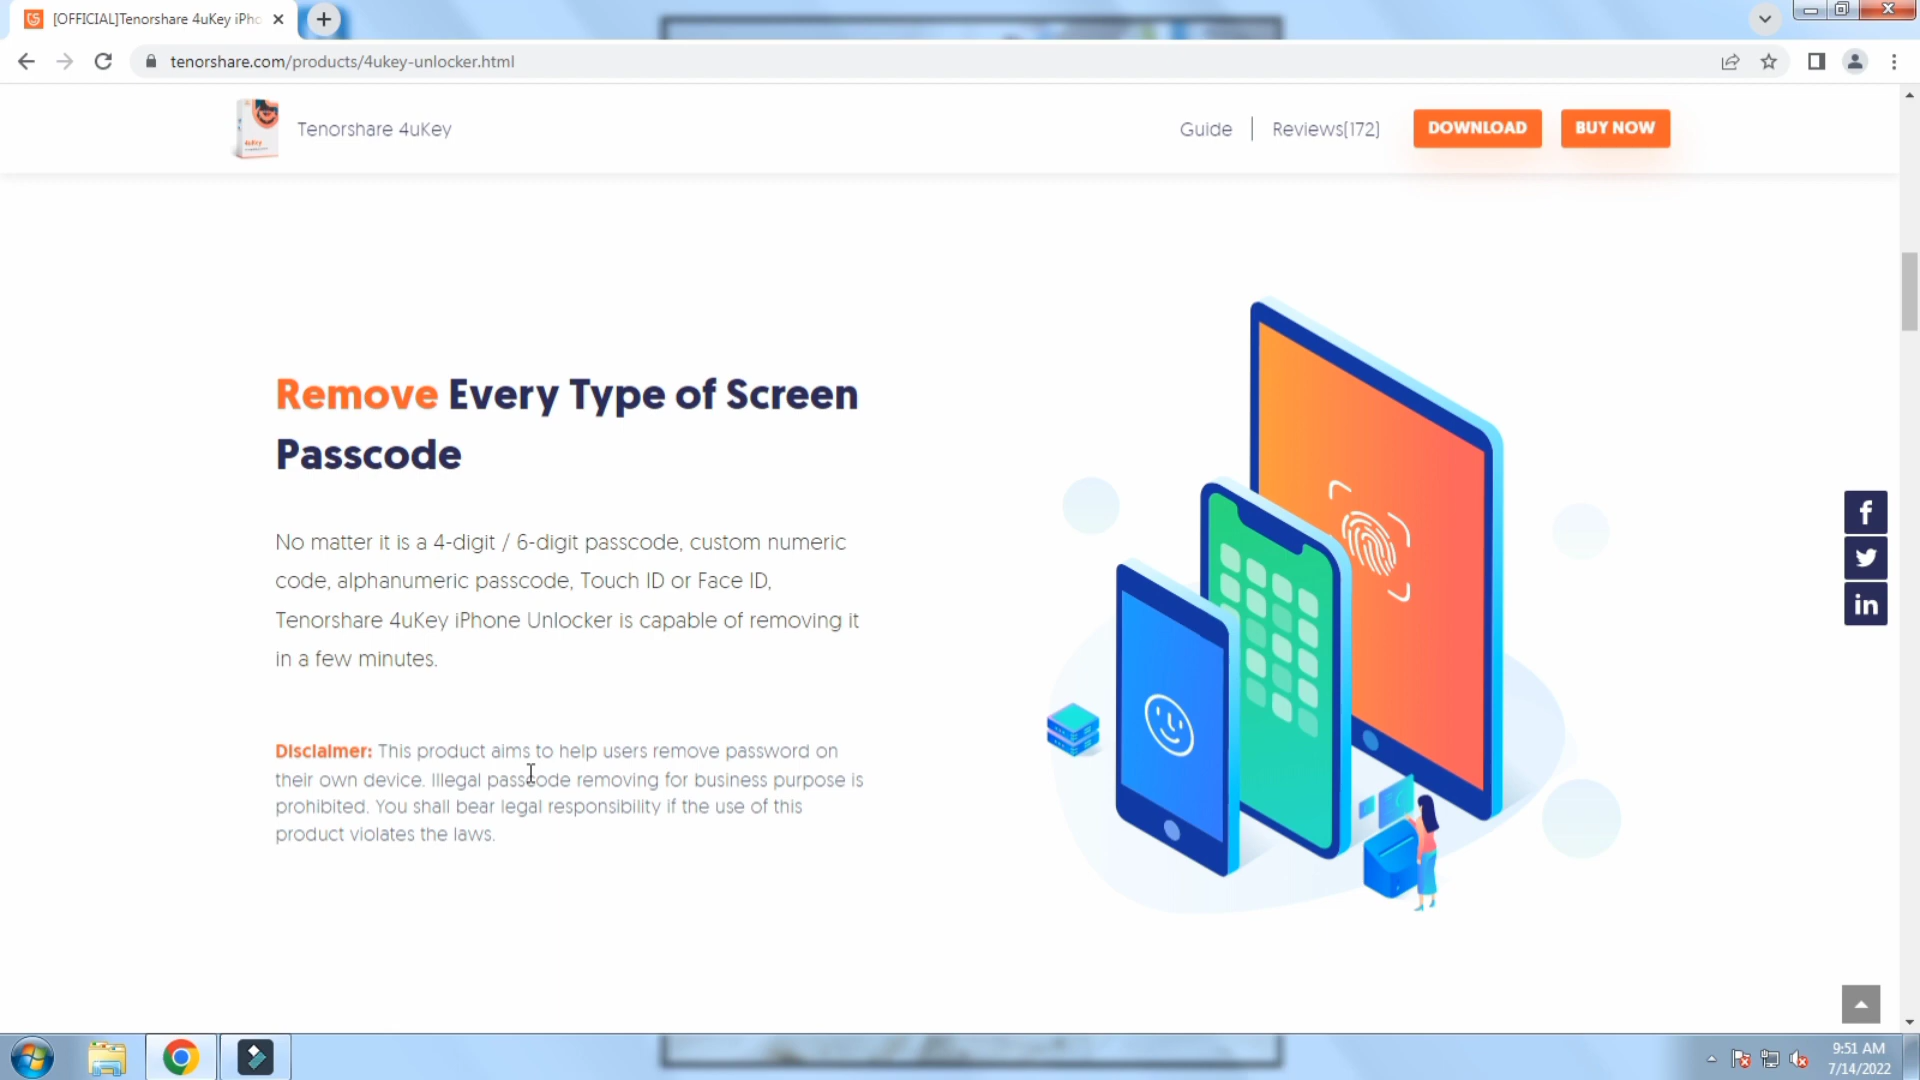 [OFFICIAL]Tenorshare 4uKey iPho
tenorshare.com/products/4ukey-unlocker.html
4uKey
Tenorshare 4uKey
Guide
Reviews[172]
DOWNLOAD
BUY NOW
Remove Every Type of Screen
Passcode
No matter it is a 4-digit / 6-digit passcode, custom numeric
code, alphanumeric passcode, Touch ID or Face ID,
Tenorshare 4uKey iPhone Unlocker is capable of removing it
in a few minutes.
Disclaimer: This product aims to help users remove password on
their own device. Illegal passcode removing for business purpose is
prohibited. You shall bear legal responsibility if the use of this
product violates the laws.
f
in
9:51 AM
7/14/2022